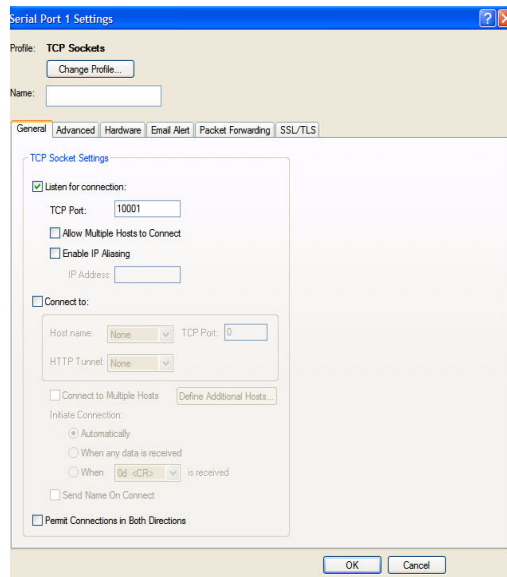 Serial Port 1 Settings
Profile: TCP Sockets
Change Profile...
Name:
General Advanced Hardware Email Alert Packet Forwarding SSL/TLS
TCP Socket Settings
Listen for connection:
TCP Port: 10001
Allow Multiple Hosts to Connect
Enable IP Aliasing
IP Address:
Connect to:
Host name: None TCP Port: 0
HTTP Tunnel: None
Connect to Multiple Hosts Define Additional Hosts...
Initiate Connection:
Automatically
When any data is received
When 0d <CR> is received
Send Name On Connect
Permit Connections in Both Directions
OK Cancel